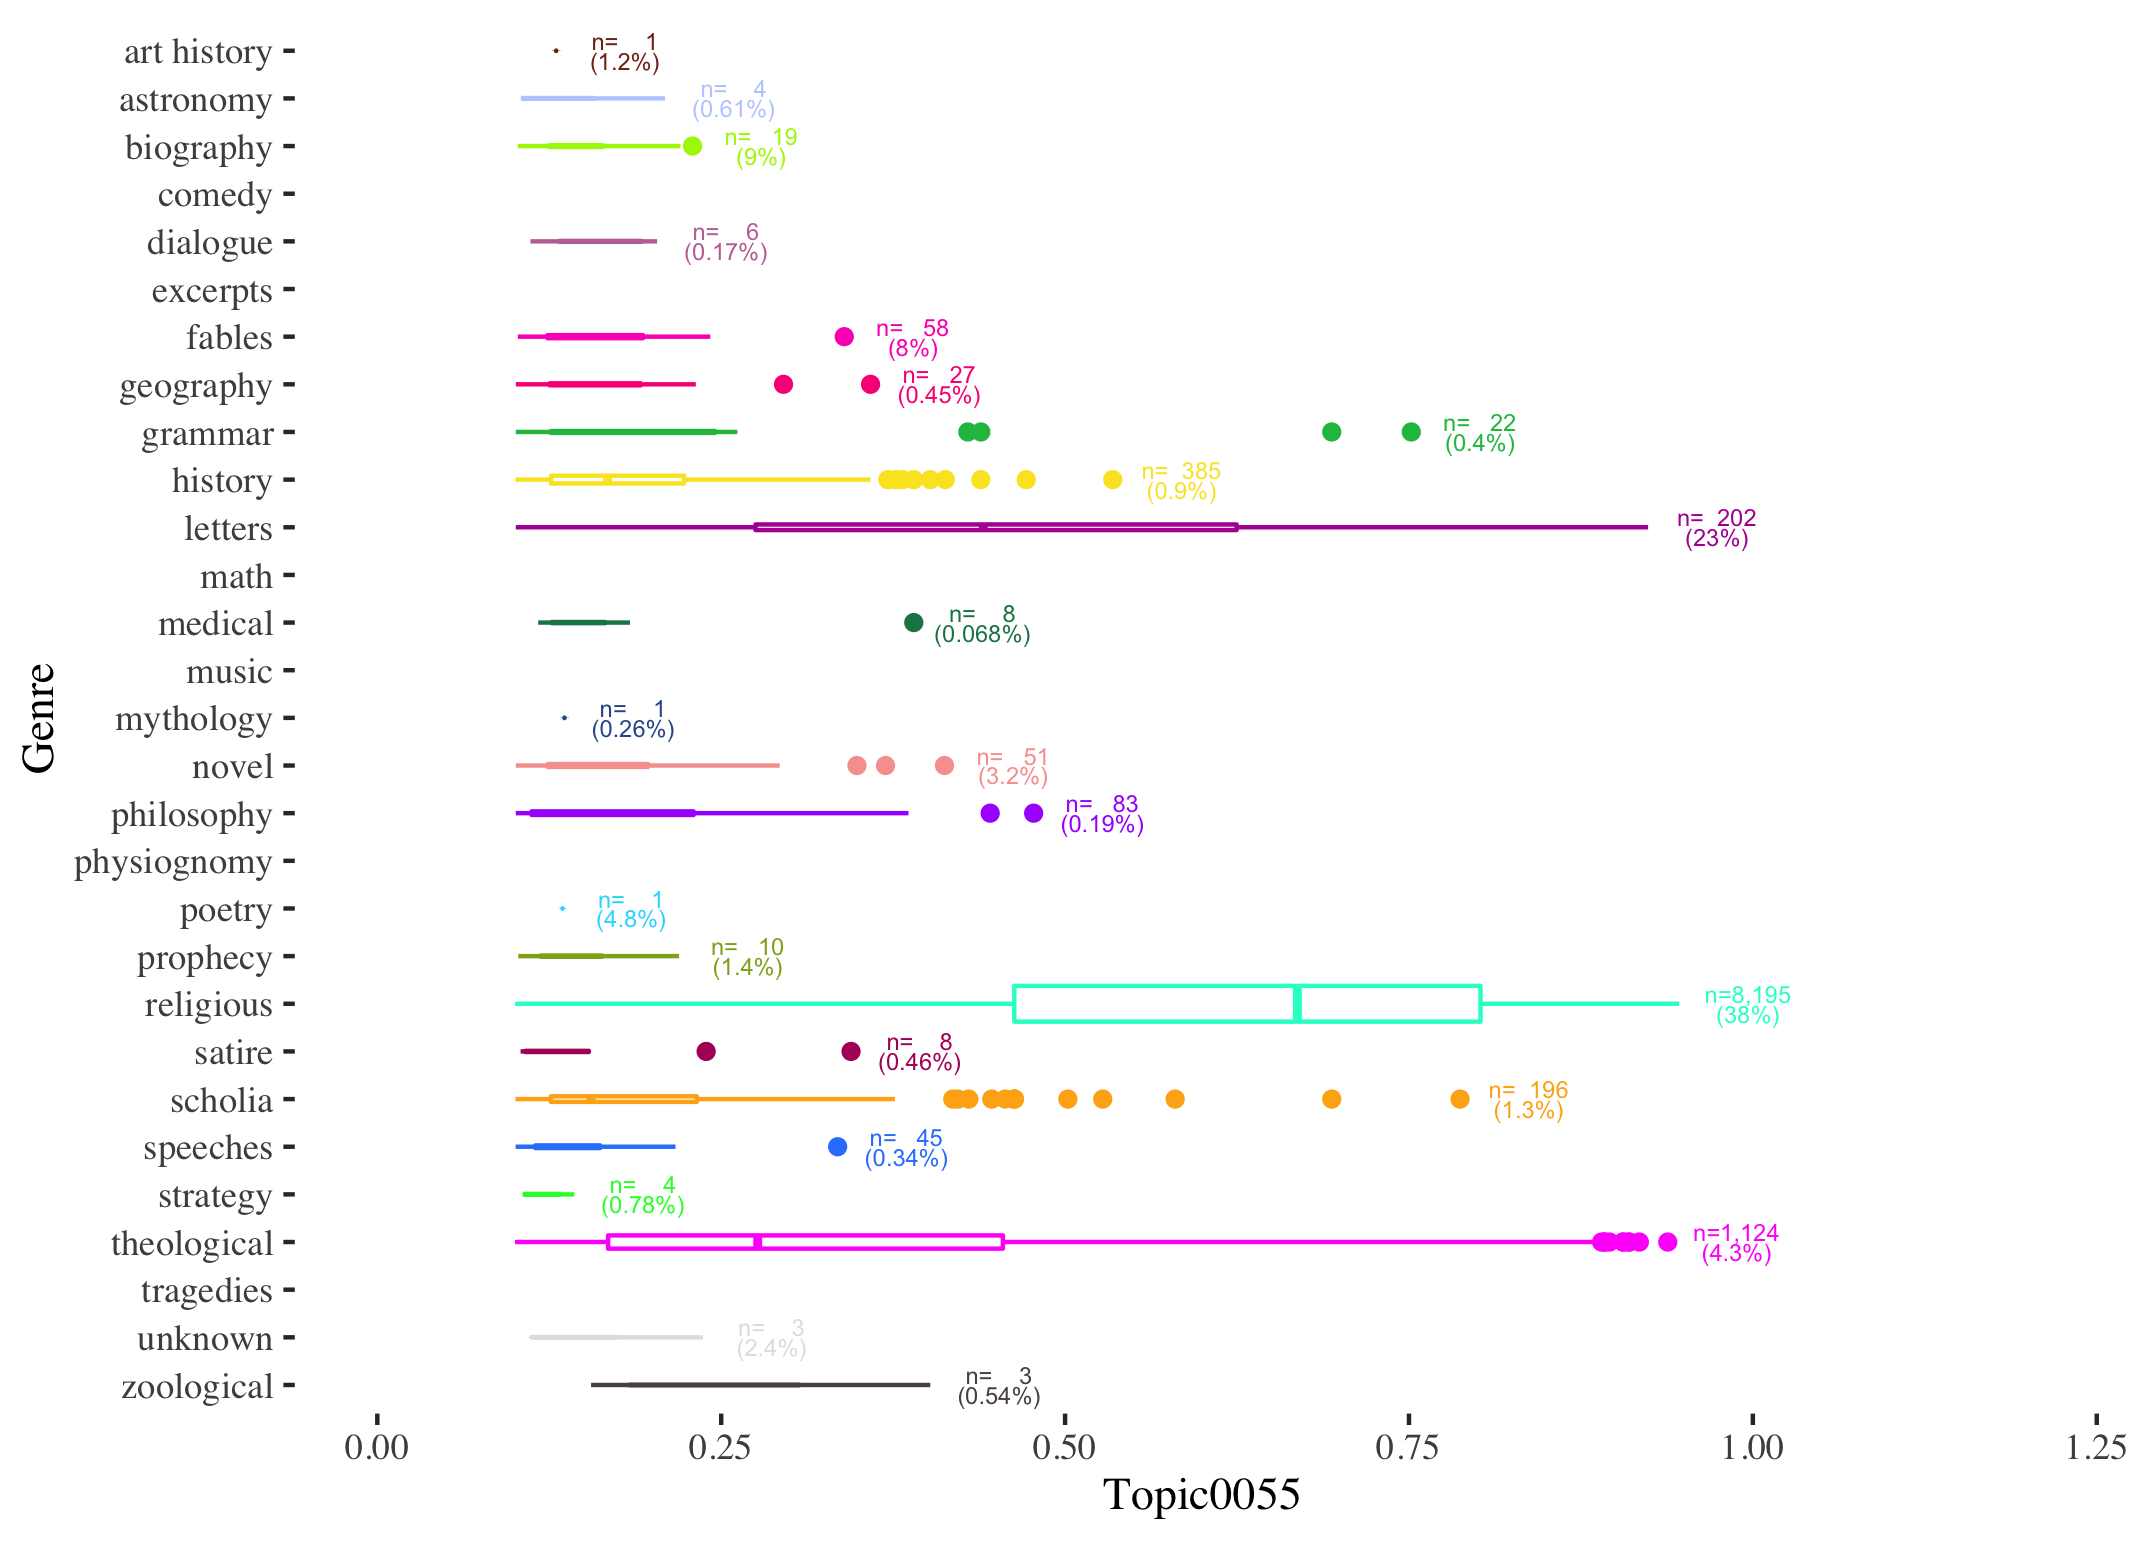 art history
n= 1
(1.2%)
astronomy
n= 4
(0.61%)
biography
n= 19
(9%)
comedy
dialogue
n= 6
(0.17%)
excerpts
fables
n= 58
(8%)
geography
n= 27
(0.45%)
grammar
n= 22
(0.4%)
history
n= 385
(0.9%)
letters
n= 202
(23%)
math
medical
n= 8
(0.068%)
music
mythology
n= 1
(0.26%)
novel
n= 51
(3.2%)
philosophy
n= 83
(0.19%)
physiognomy
poetry
n= 1
(4.8%)
prophecy
n= 10
(1.4%)
religious
n=8,195
(38%)
satire
n= 8
(0.46%)
scholia
n= 196
(1.3%)
speeches
n= 45
(0.34%)
strategy
n= 4
(0.78%)
theological
n=1,124
(4.3%)
tragedies
unknown
n= 3
(2.4%)
zoological
n= 3
(0.54%)
Genre
0.00 0.25 0.50 0.75 1.00 1.25
Topic0055